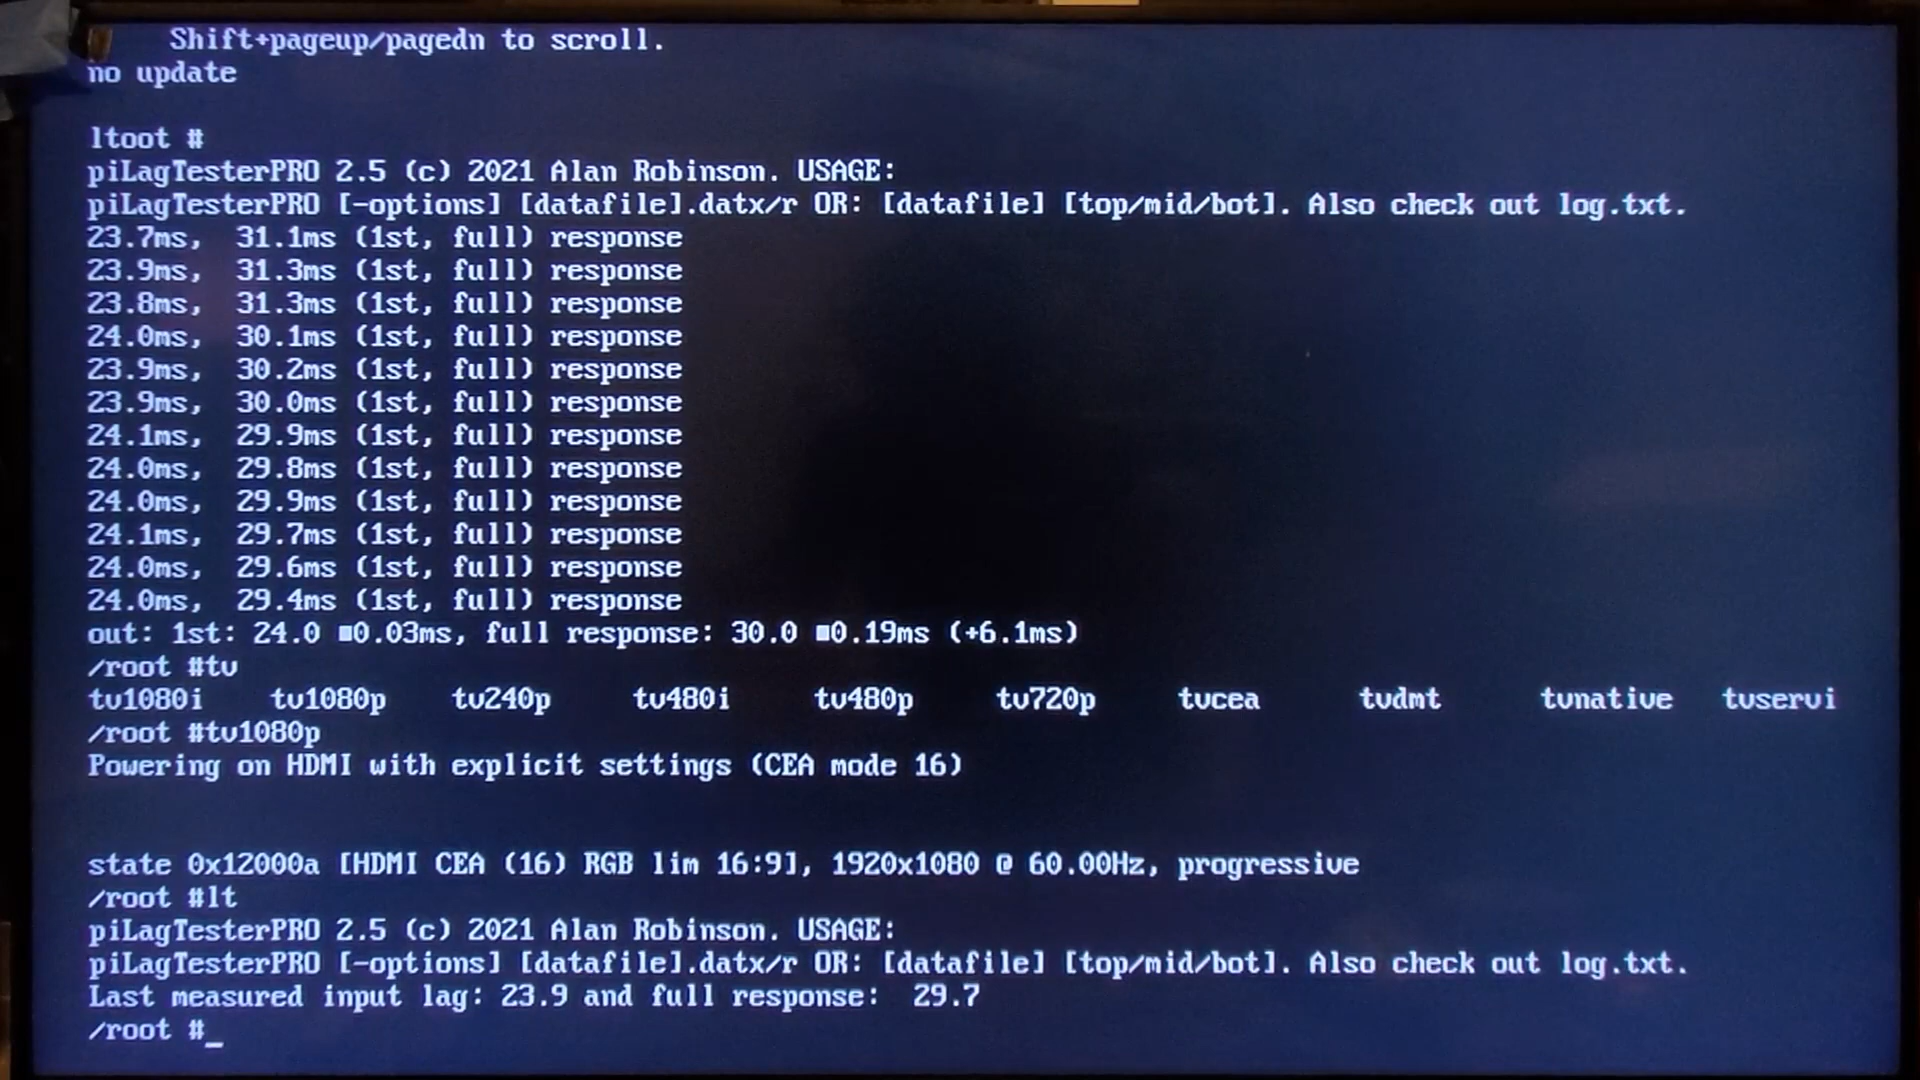 Shift+pageup/pagedn to scroll.
no update
ltoot #
piLagTesterPRO 2.5 (c) 2021 Alan Robinson. USAGE:
piLagTesterPRO [-options] [datafile].datx/r OR: [datafile] [top/mid/bot]. Also check out log.txt.
23.7ms, 31.1ms (1st, full) response
23.9ms, 31.3ms (1st, full) response
23.8ms, 31.3ms (1st, full) response
24.0ms, 30.1ms (1st, full) response
23.9ms, 30.2ms (1st, full) response
23.9ms, 30.0ms (1st, full) response
24.1ms, 29.9ms (1st, full) response
24.0ms, 29.8ms (1st, full) response
24.0ms, 29.9ms (1st, full) response
24.1ms, 29.7ms (1st, full) response
24.0ms, 29.6ms (1st, full) response
24.0ms, 29.4ms (1st, full) response
out: 1st: 24.0 ■0.03ms, full response: 30.0 ■0.19ms (+6.1ms)
/root #tv
tv1080i tv1080p tv240p tv480i tv480p tv720p tvcea tvdmt tvnative tvservi
/root #tv1080p
Powering on HDMI with explicit settings (CEA mode 16)
state 0x12000a [HDMI CEA (16) RGB lim 16:9], 1920x1080 @ 60.00Hz, progressive
/root #lt
piLagTesterPRO 2.5 (c) 2021 Alan Robinson. USAGE:
piLagTesterPRO [-options] [datafile].datx/r OR: [datafile] [top/mid/bot]. Also check out log.txt.
Last measured input lag: 23.9 and full response: 29.7
/root #_